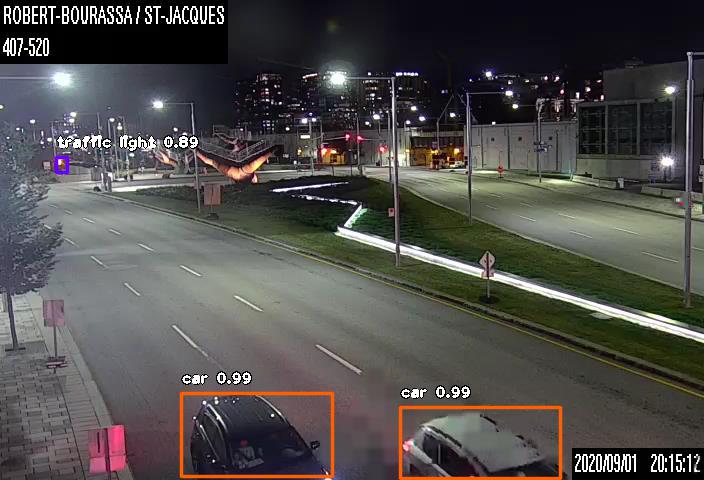 ROBERT-BOURASSA / ST-JACQUES
407-520
traffic light 0.89
car 0.99
car 0.99
2020/09/01 20:15:12